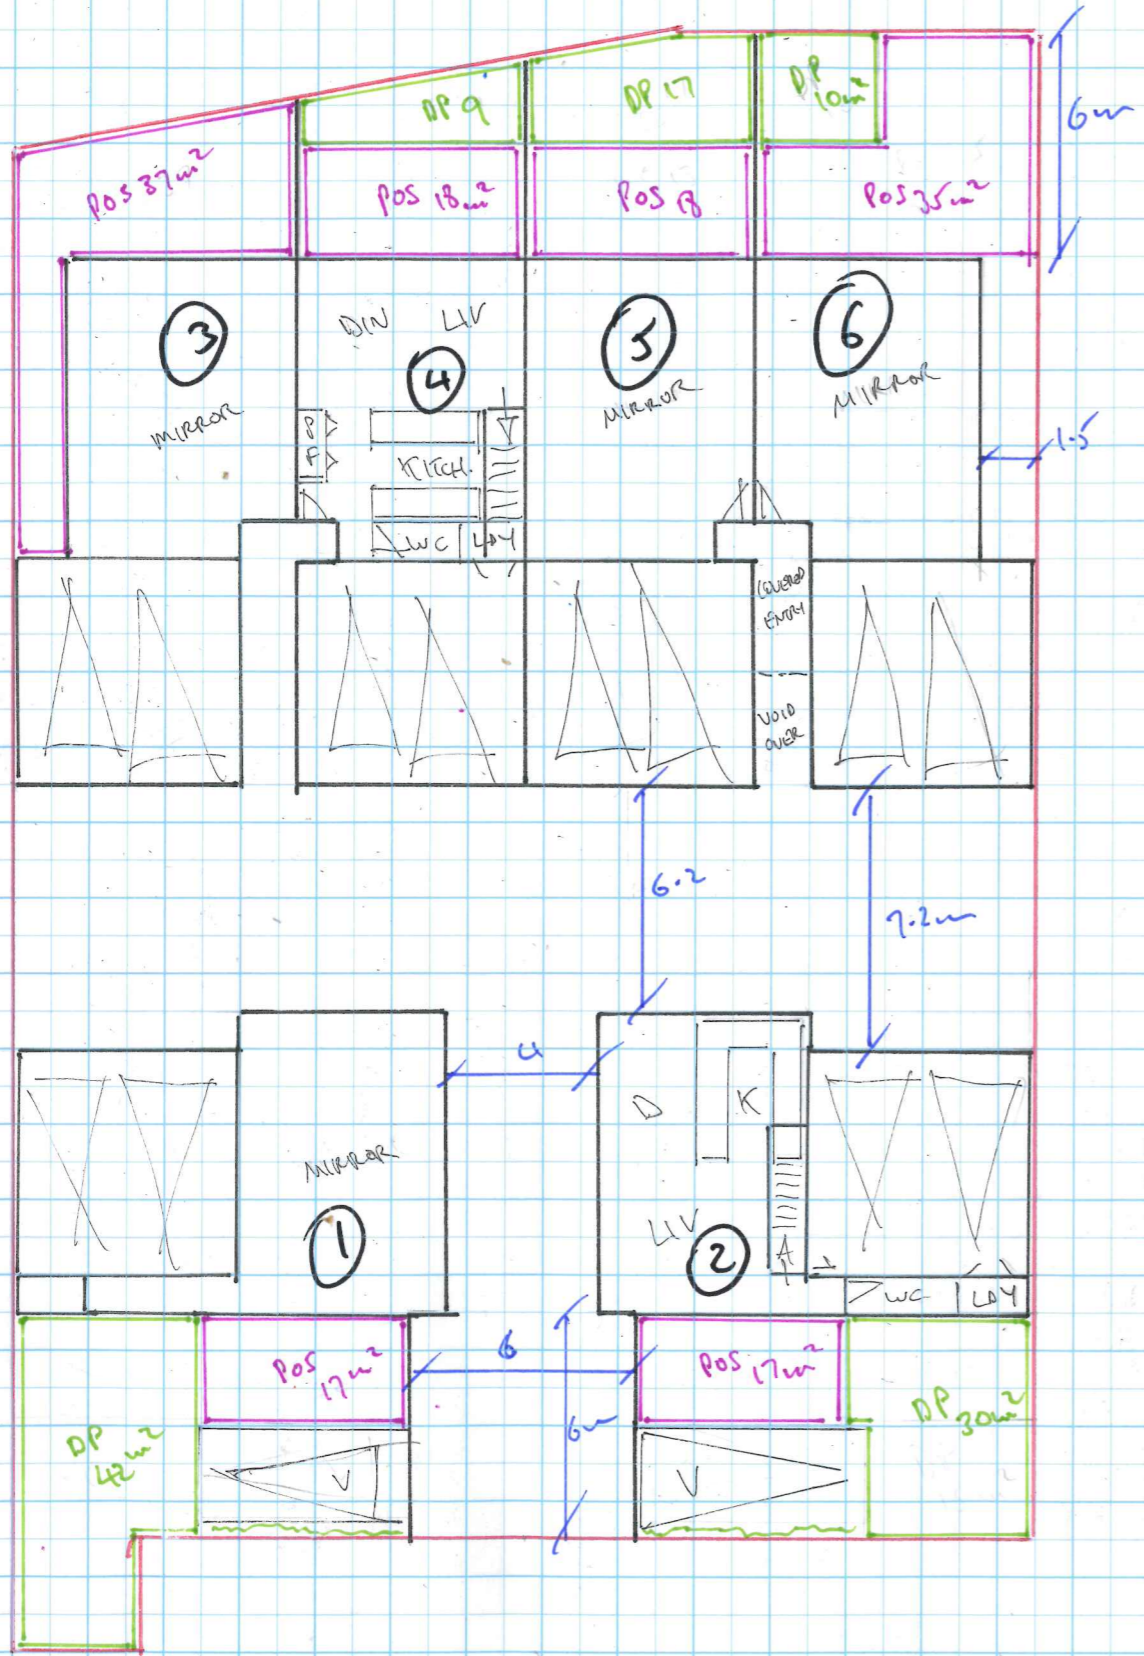 DP 9
DP 17
DP 10m²
6m
POS 37m²
POS 18m²
POS 18
POS 35m²
3
MIRROR
DIN LIV
4
P
F
KITCH.
WC LDY
5
MIRROR
6
MIRROR
1.5
COVERED
ENTRY
VOID
OVER
6.2
7.2m
4
MIRROR
1
D
K
LIV
2
WC LDY
POS 17m²
6
6m
POS 17m²
DP 42m²
V
V
DP 30m²